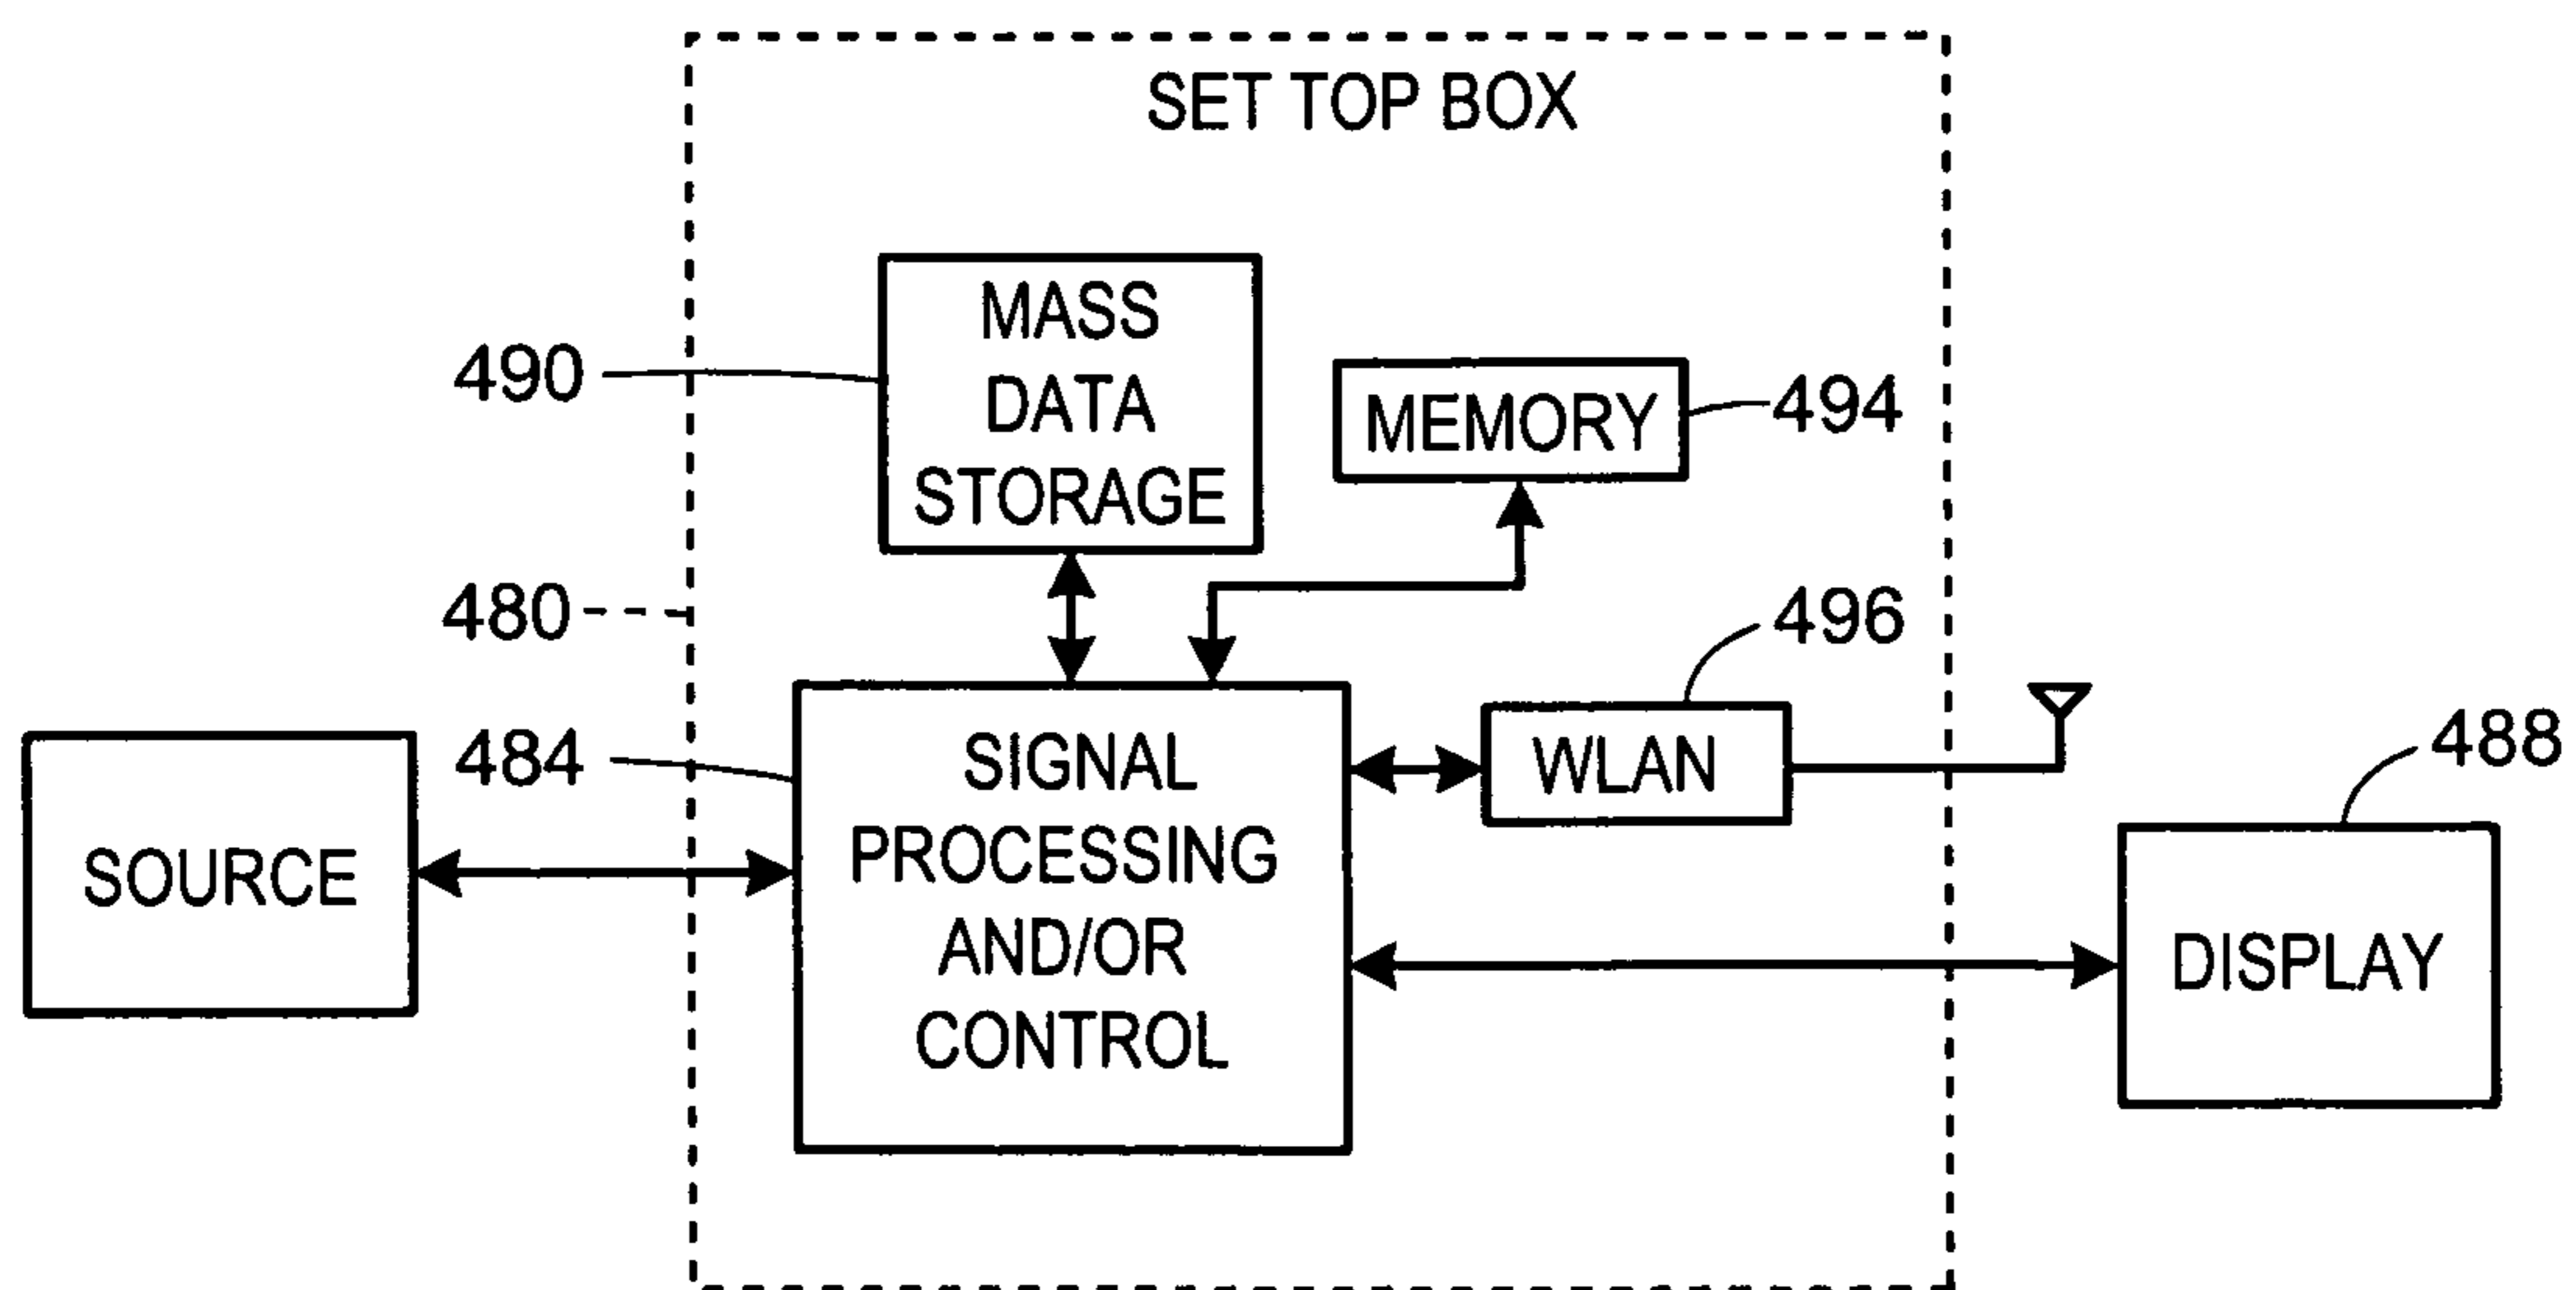 SET TOP BOX
MASS
DATA
STORAGE
490
MEMORY
494
480
496
484
SIGNAL
PROCESSING
AND/OR
CONTROL
WLAN
488
SOURCE
DISPLAY